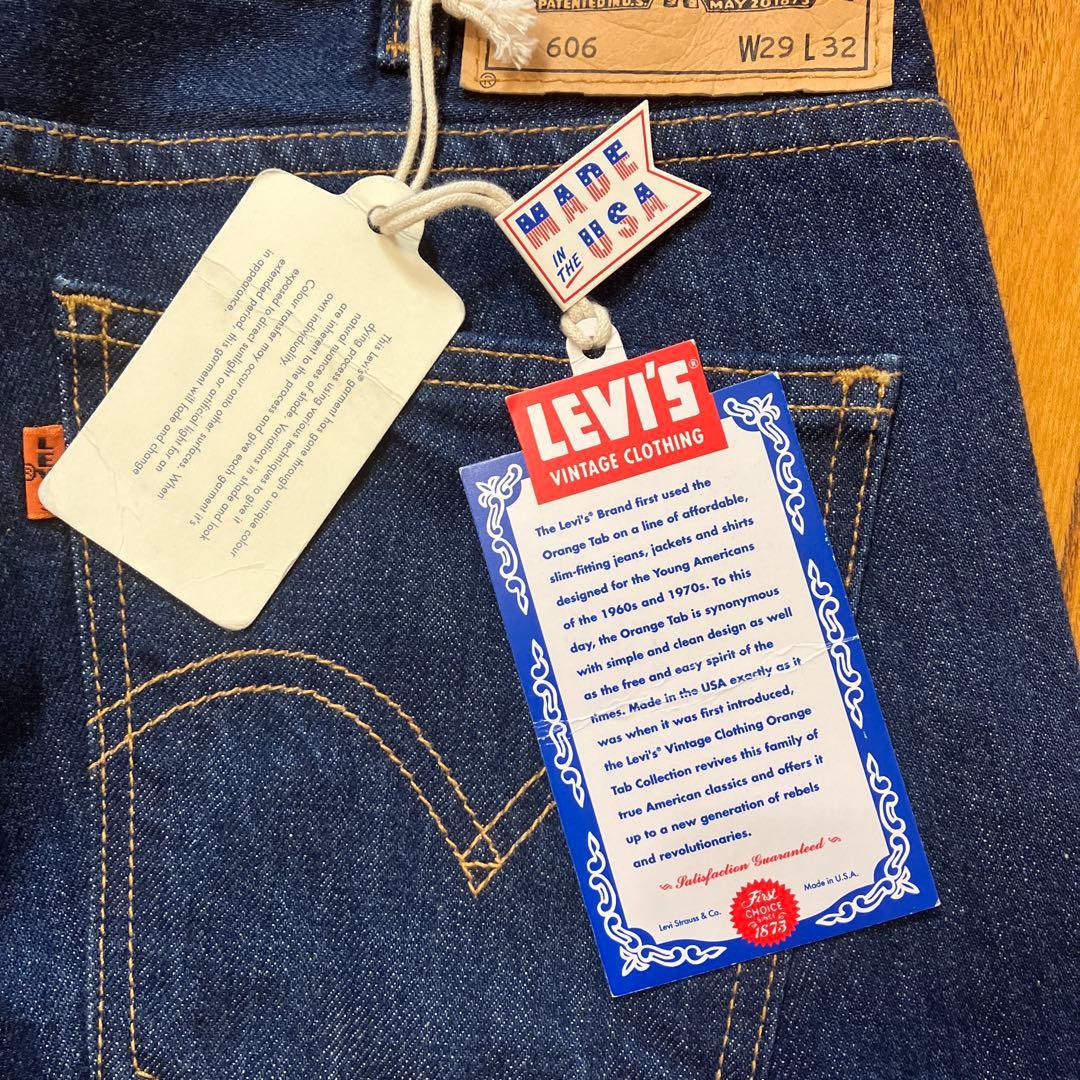 PATENTED IN U.S.
MAY 20 1873
®
606
W29 L 32
MADE
IN THE USA
This Levi's® garment has gone through a unique colour
dying process using various techniques to give it
natural nuances of shade. Variations in shade and look
are inherent to the process and give each garment it's
own individuality.
Colour transfer may occur onto other surfaces. When
exposed to direct sunlight or artificial light for an
extended period, this garment will fade and change
in appearance.
LE
®
LEVI'S®
VINTAGE CLOTHING
The Levi's® Brand first used the
Orange Tab on a line of affordable,
slim-fitting jeans, jackets and shirts
designed for the Young Americans
of the 1960s and 1970s. To this
day, the Orange Tab is synonymous
with simple and clean design as well
as the free and easy spirit of the
times. Made in the USA exactly as it
was when it was first introduced,
the Levi's® Vintage Clothing Orange
Tab Collection revives this family of
true American classics and offers it
up to a new generation of rebels
and revolutionaries.
Satisfaction Guaranteed
Levi Strauss & Co.
First
CHOICE
SINCE
1873
Made in U.S.A.